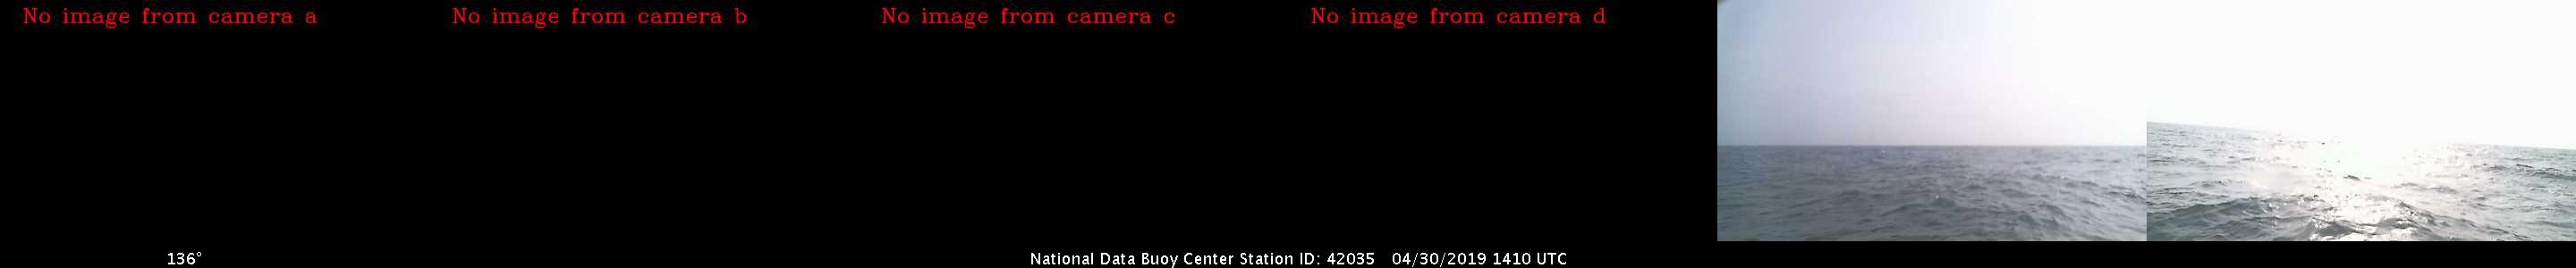 No image from camera a
No image from camera b
No image from camera c
No image from camera d
136°
National Data Buoy Center Station ID: 42035 04/30/2019 1410 UTC